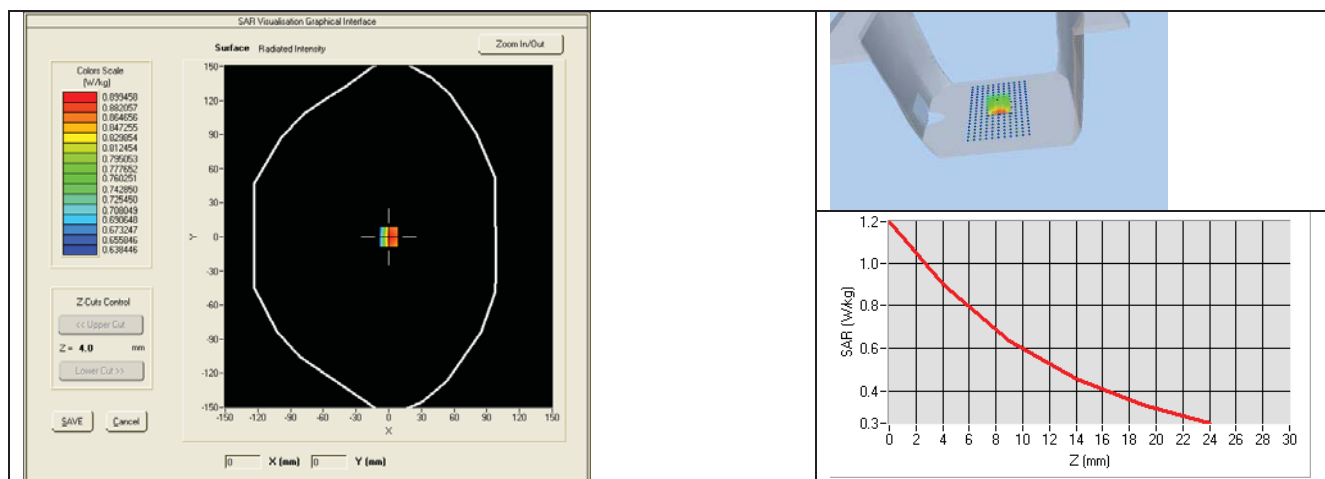 SAR Visualisation Graphical Interface
Surface Radiated Intensity
Zoom In/Out
Colors Scale
(W/kg)
0.899458
0.882057
0.864656
0.847255
0.829854
0.812454
0.795053
0.777652
0.760251
0.742850
0.725450
0.708049
0.690648
0.673247
0.655846
0.638446
Z-Cuts Control
<< Upper Cut
Z = 4.0 mm
Lower Cut >>
SAVE Cancel
150
120
90
60
30
0
-30
-60
-90
-120
-150
Y
-150 -120 -90 -60 -30 0 30 60 90 120 150
X
0 X (mm) 0 Y (mm)
1.2
1.0
0.8
0.6
0.4
0.3
SAR (W/kg)
0 2 4 6 8 10 12 14 16 18 20 22 24 26 28 30
Z (mm)